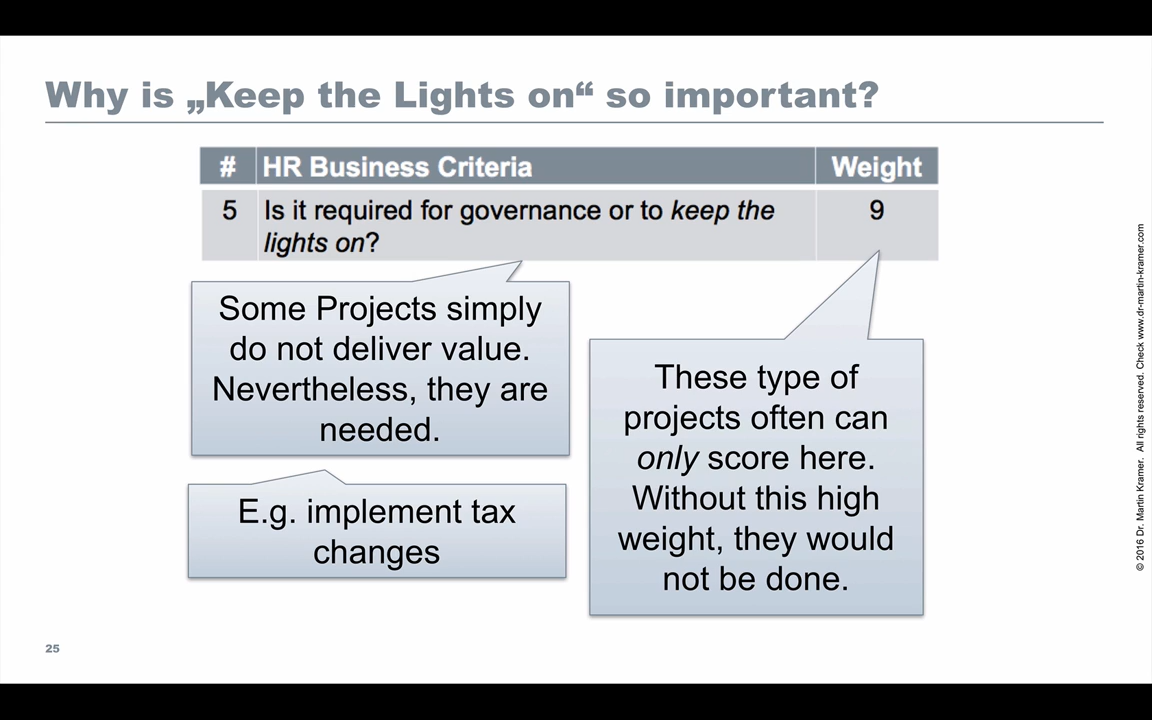 Why is „Keep the Lights on“ so important?
# HR Business Criteria Weight
5 Is it required for governance or to keep the 9
lights on?
Some Projects simply
do not deliver value.
Nevertheless, they are
needed.
E.g. implement tax
changes
These type of
projects often can
only score here.
Without this high
weight, they would
not be done.
25
© 2016 Dr. Martin Kramer. All rights reserved. Check www.dr-martin-kramer.com